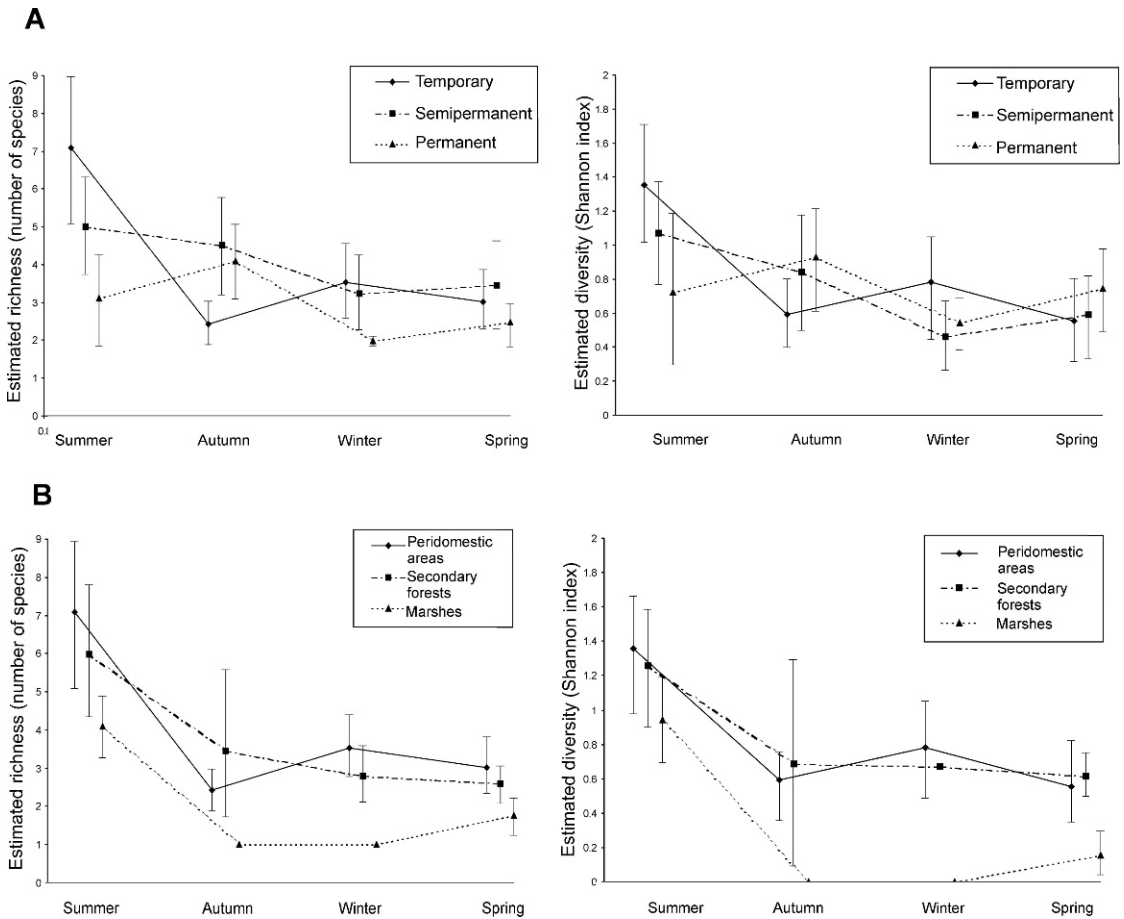 A
Estimated richness (number of species)
9
8
7
6
5
4
3
2
1
0
Temporary
Semipermanent
Permanent
Summer
Autumn
Winter
Spring
Estimated diversity (Shannon index)
2
1.8
1.6
1.4
1.2
1
0.8
0.6
0.4
0.2
0
Temporary
Semipermanent
Permanent
Summer
Autumn
Winter
Spring
B
Estimated richness (number of species)
9
8
7
6
5
4
3
2
1
0
Peridomestic
areas
Secondary
forests
Marshes
Summer
Autumn
Winter
Spring
Estimated diversity (Shannon index)
2
1.8
1.6
1.4
1.2
1
0.8
0.6
0.4
0.2
0
Peridomestic
areas
Secondary
forests
Marshes
Summer
Autumn
Winter
Spring